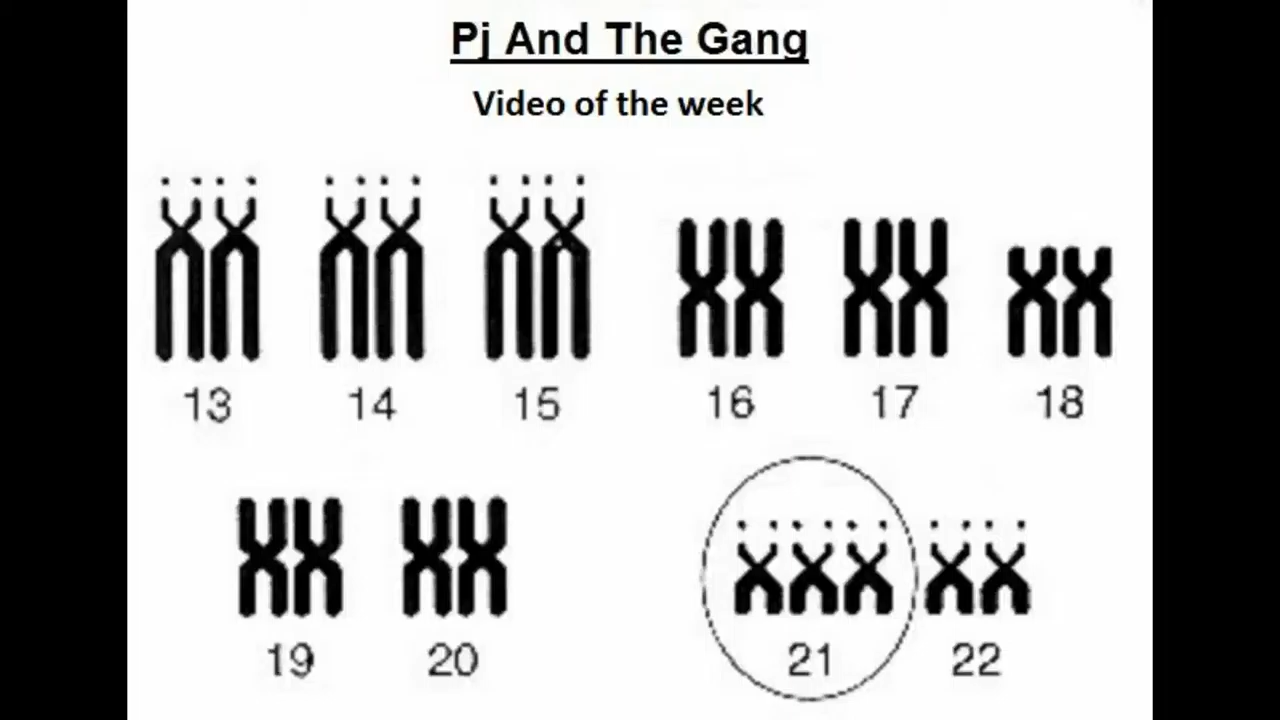 Pj And The Gang
Video of the week
13 14 15 16 17 18
19 20 21 22